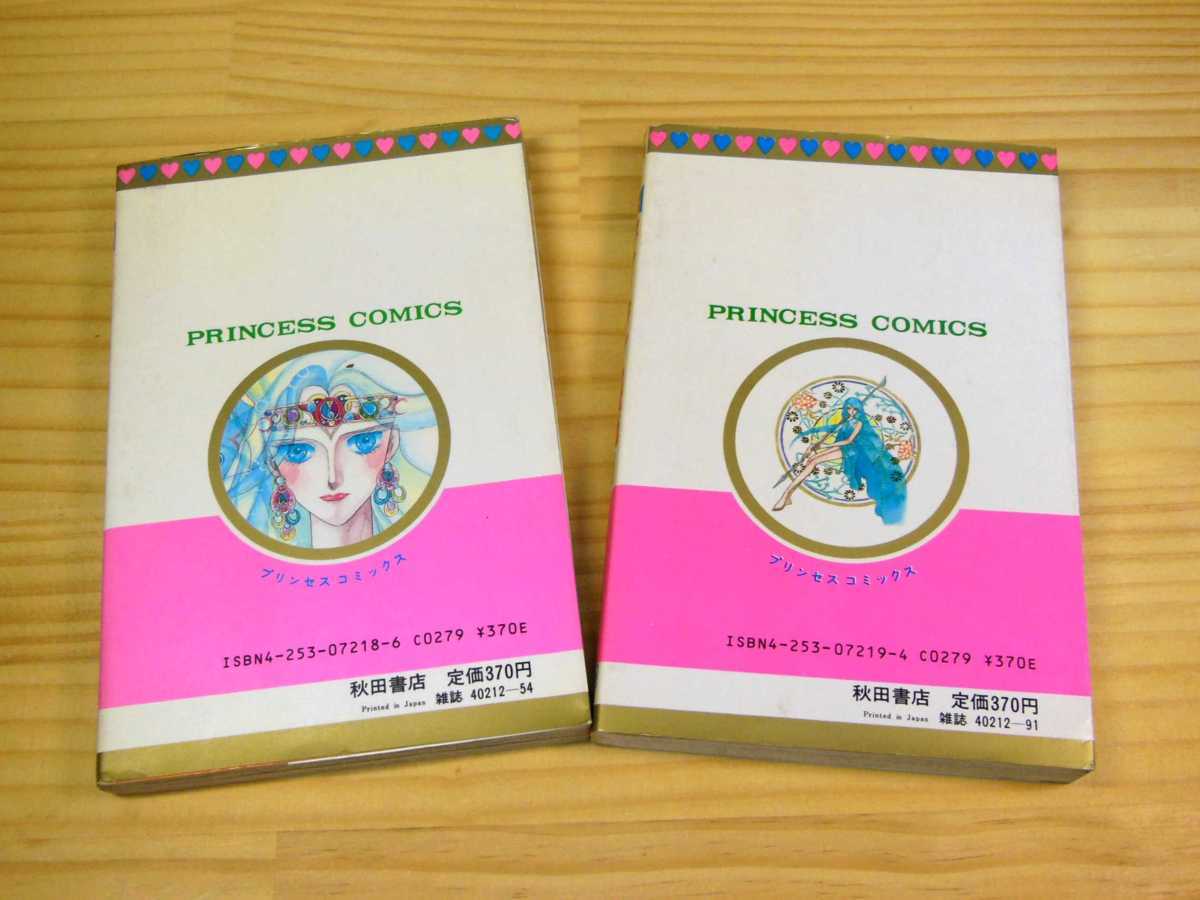 PRINCESS COMICS
プリンセスコミックス
ISBN4-253-07218-6 C0279 ¥370E
秋田書店 定価370円
Printed in Japan 雑誌 40212—54
PRINCESS COMICS
プリンセスコミックス
ISBN4-253-07219-4 C0279 ¥370E
秋田書店 定価370円
Printed in Japan 雑誌 40212—91